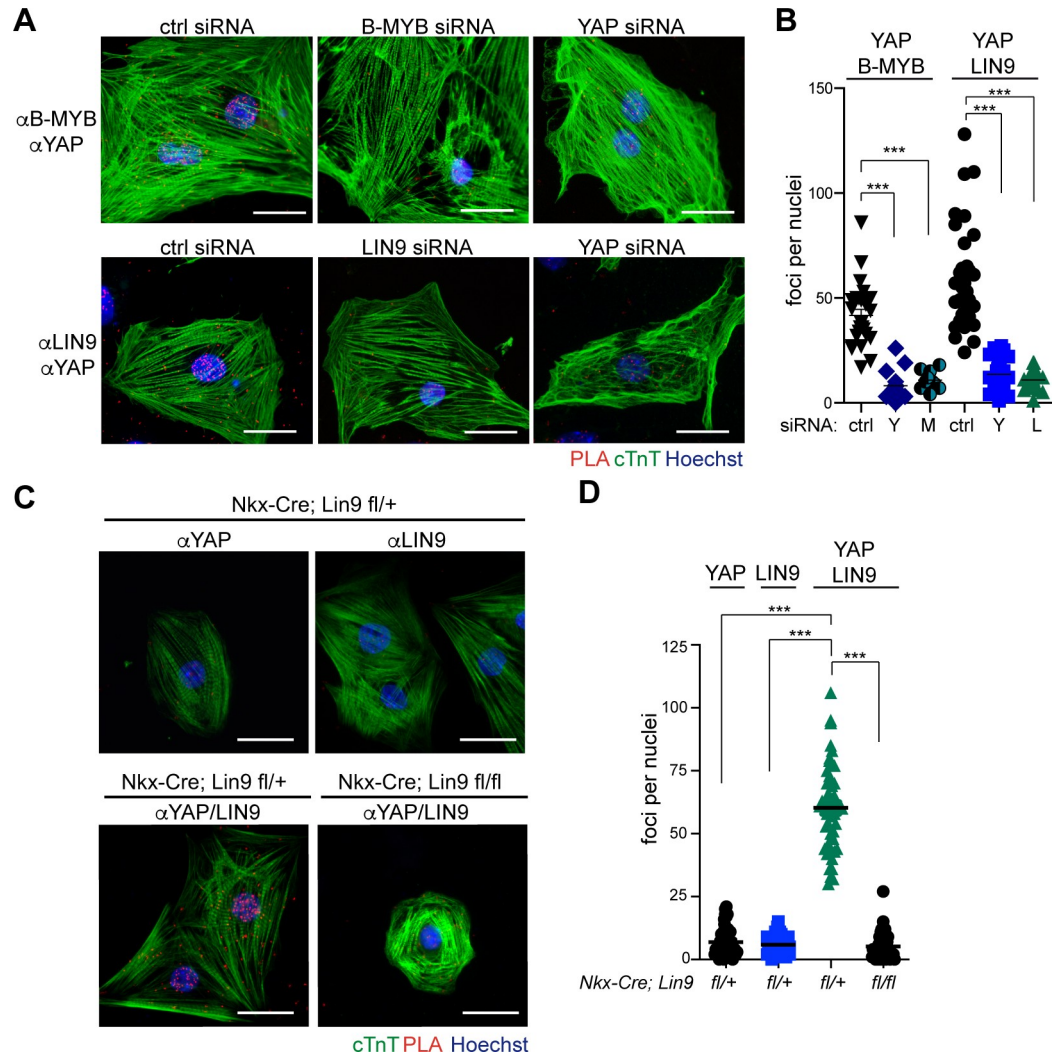 A
ctrl siRNA B-MYB siRNA YAP siRNA
αB-MYB
αYAP
ctrl siRNA LIN9 siRNA YAP siRNA
αLIN9
αYAP
PLA cTnT Hoechst
B
YAP YAP
B-MYB LIN9
***
***
***
***
150
100
50
0
foci per nuclei
siRNA: ctrl Y M ctrl Y L
C
Nkx-Cre; Lin9 fl/+
αYAP αLIN9
Nkx-Cre; Lin9 fl/+ Nkx-Cre; Lin9 fl/fl
αYAP/LIN9 αYAP/LIN9
cTnT PLA Hoechst
D
YAP
YAP LIN9 LIN9
***
***
***
125
100
75
50
25
0
foci per nuclei
Nkx-Cre; Lin9 fl/+ fl/+ fl/+ fl/fl